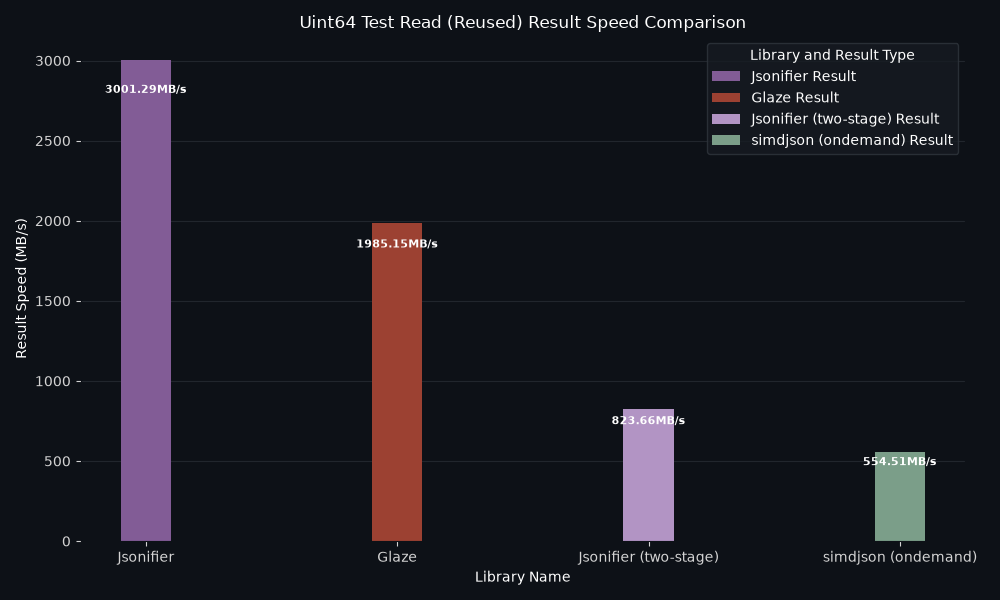 Uint64 Test Read (Reused) Result Speed Comparison
Library and Result Type
Jsonifier Result
Glaze Result
Jsonifier (two-stage) Result
simdjson (ondemand) Result
Result Speed (MB/s)
3000
2500
2000
1500
1000
500
0
3001.29MB/s
1985.15MB/s
823.66MB/s
554.51MB/s
Jsonifier
Glaze
Jsonifier (two-stage)
simdjson (ondemand)
Library Name